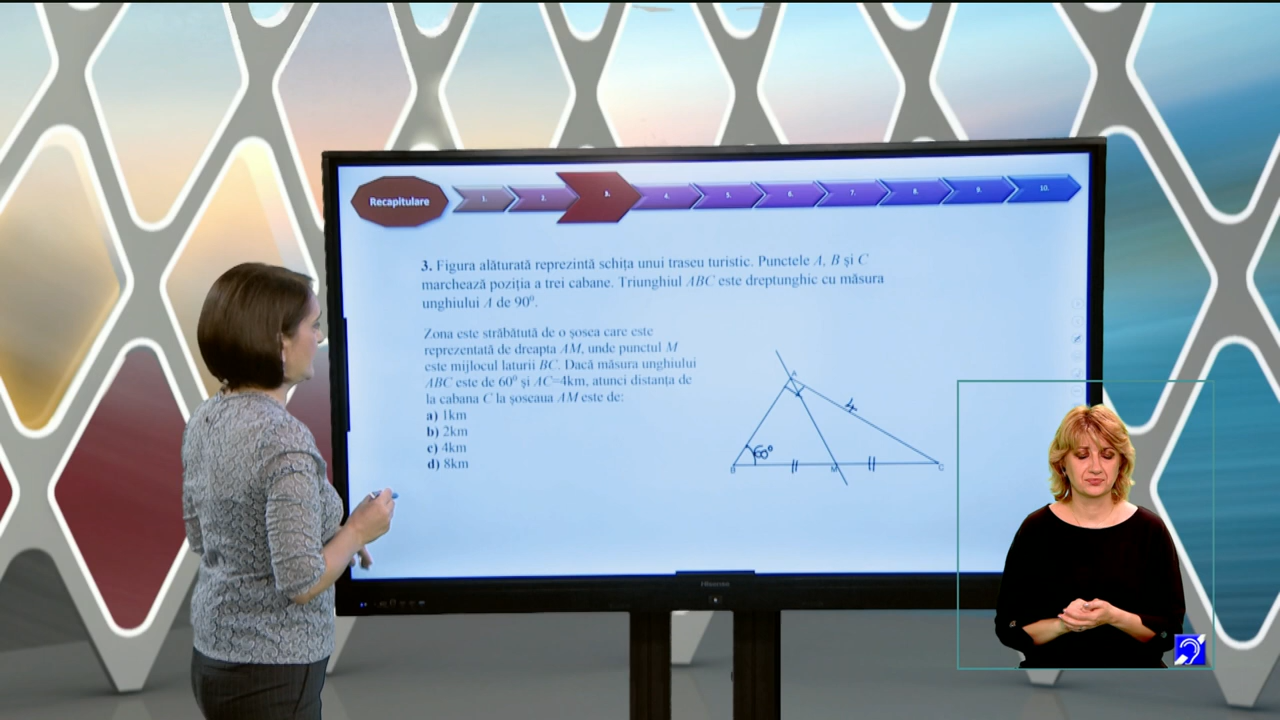 Recapitulare
1. 2. 3. 4. 5. 6. 7. 8. 9. 10.
3. Figura alăturată reprezintă schița unui traseu turistic. Punctele A, B și C
marchează poziția a trei cabane. Triunghiul ABC este dreptunghic cu măsura
unghiului A de 90⁰.
Zona este străbătută de o șosea care este
reprezentată de dreapta AM, unde punctul M
este mijlocul laturii BC. Dacă măsura unghiului
ABC este de 60⁰ și AC=4km, atunci distanța de
la cabana C la șoseaua AM este de:
a) 1km
b) 2km
c) 4km
d) 8km
A
4
60°
B
M
C
Hisense